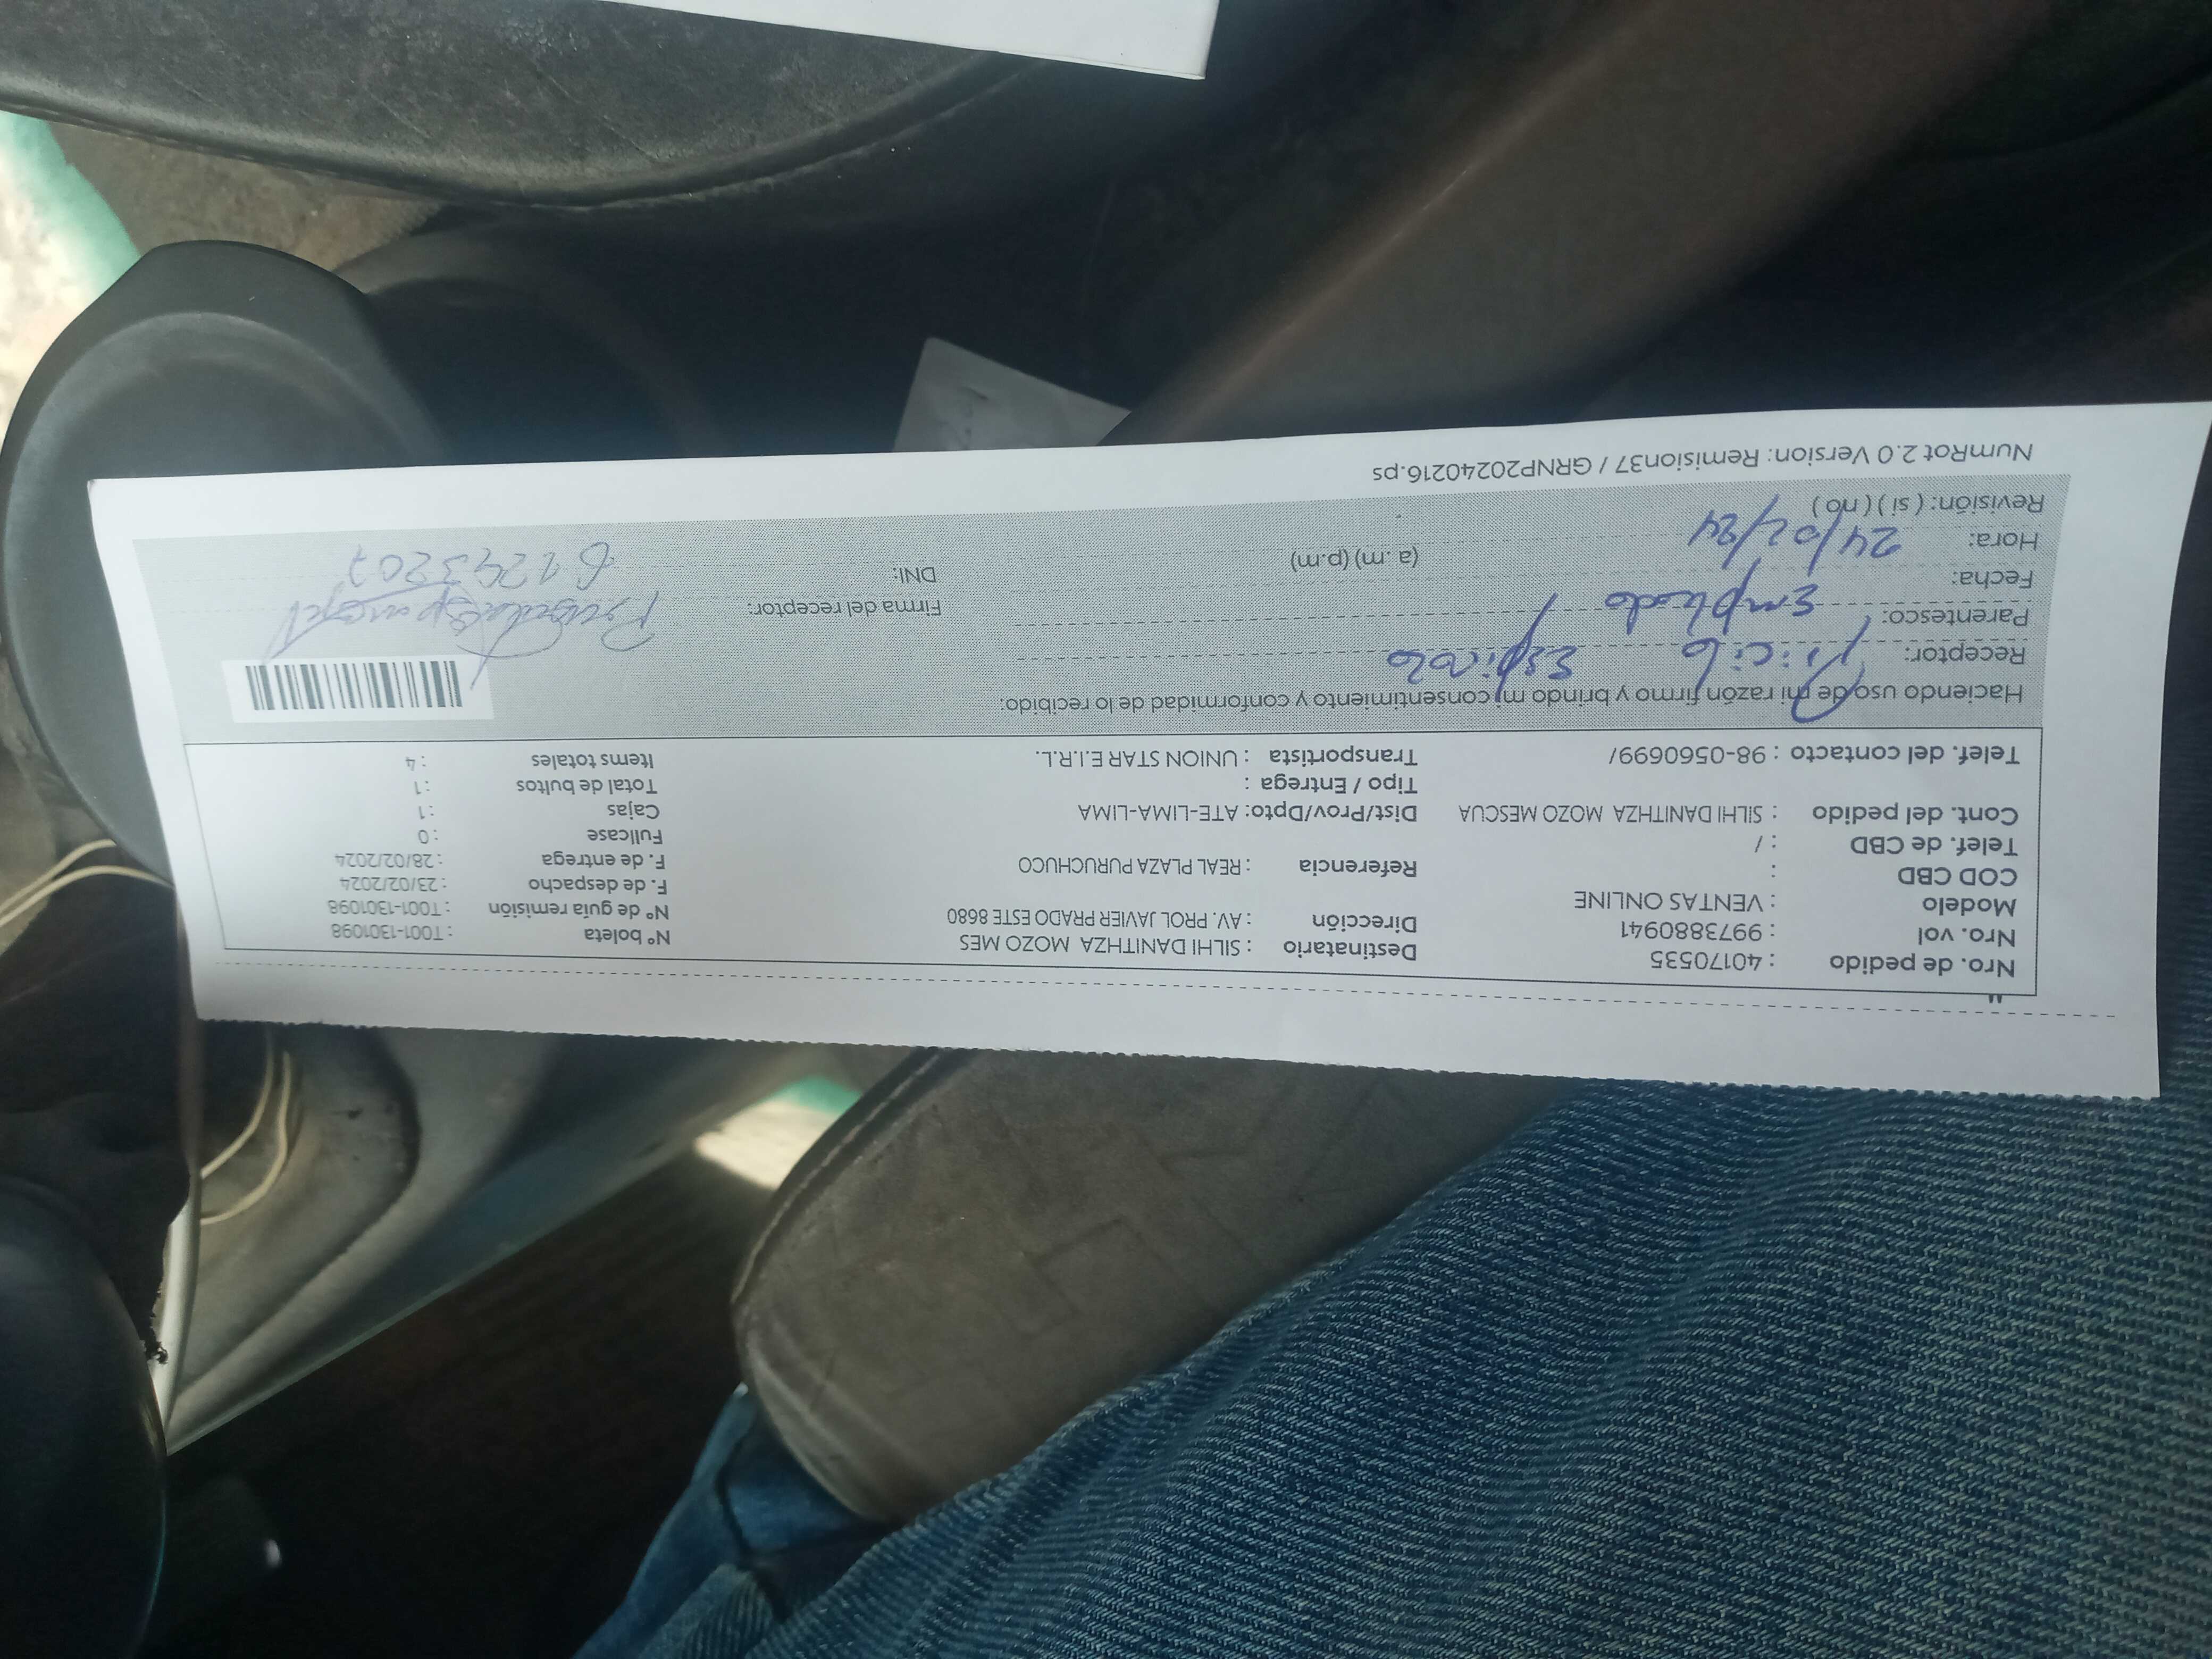 Nro. de pedido : 40170535
Nro. vol : 9973880941
Modelo : VENTAS ONLINE
COD CBD :
Telef. de CBD : /
Cont. del pedido : SILHI DANITHZA MOZO MESCUA
Telef. del contacto : 98-0560699/
Destinatario : SILHI DANITHZA MOZO MES
Dirección : AV. PROL JAVIER PRADO ESTE 8680
Referencia : REAL PLAZA PURUCHUCO
Dist/Prov/Dpto: ATE-LIMA-LIMA
Tipo / Entrega :
Transportista : UNION STAR E.I.R.L.
Nº boleta : T001-1301098
Nº de guía remisión : T001-1301098
F. de despacho : 23/02/2024
F. de entrega : 28/02/2024
Fullcase : 0
Cajas : 1
Total de bultos : 1
Items totales : 4
Haciendo uso de mi razón firmo y brindo mi consentimiento y conformidad de lo recibido:
Receptor:
Parentesco: Empleado
Fecha: 24/02/24
Hora: (a .m) (p.m)
Revisión: ( si ) ( no )
Firma del receptor:
DNI: 61243207
NumRot 2.0 Version: Remision37 / GRNP20240216.ps